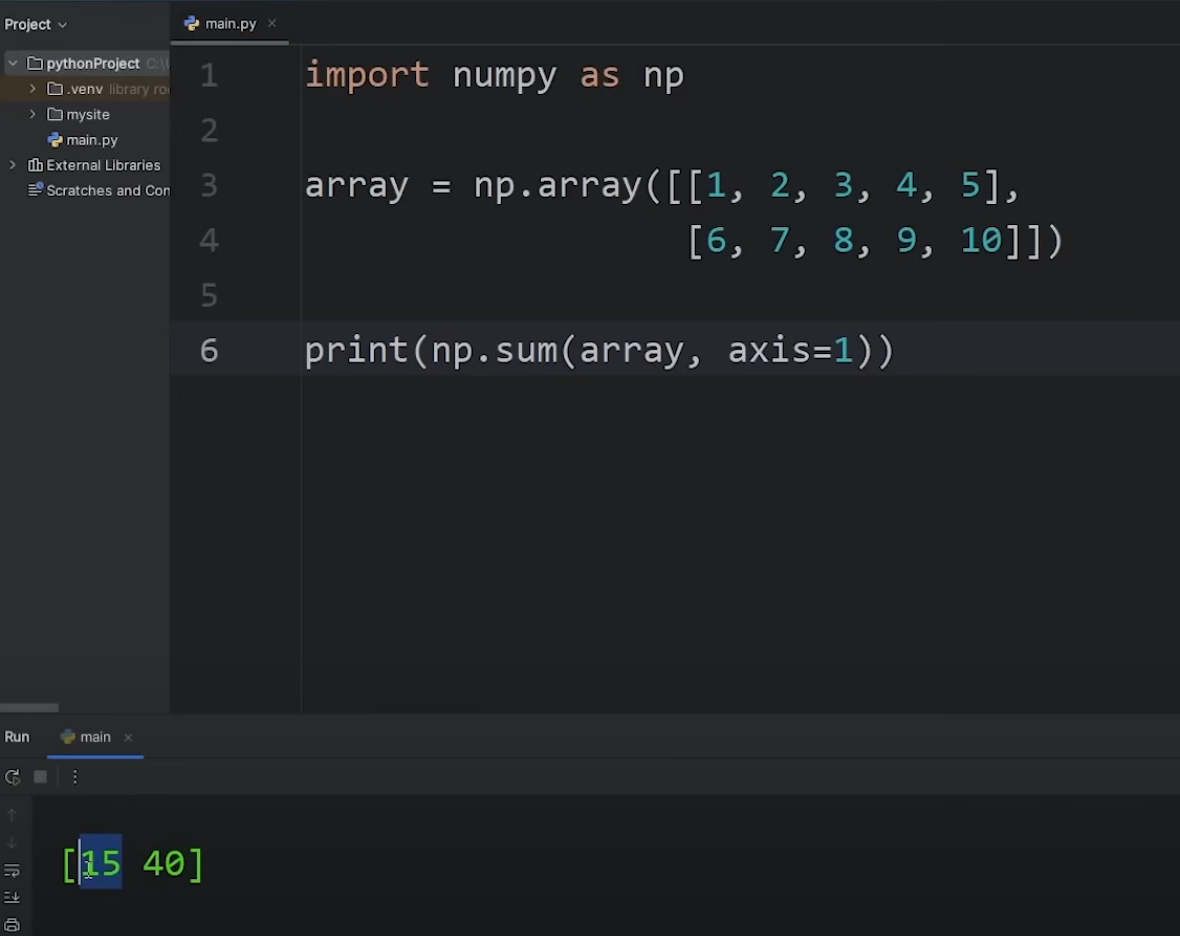 Project
main.py
pythonProject C:\
.venv library ro
mysite
main.py
External Libraries
Scratches and Con
1 import numpy as np
2
3 array = np.array([[1, 2, 3, 4, 5],
4 [6, 7, 8, 9, 10]])
5
6 print(np.sum(array, axis=1))
Run main
[15 40]